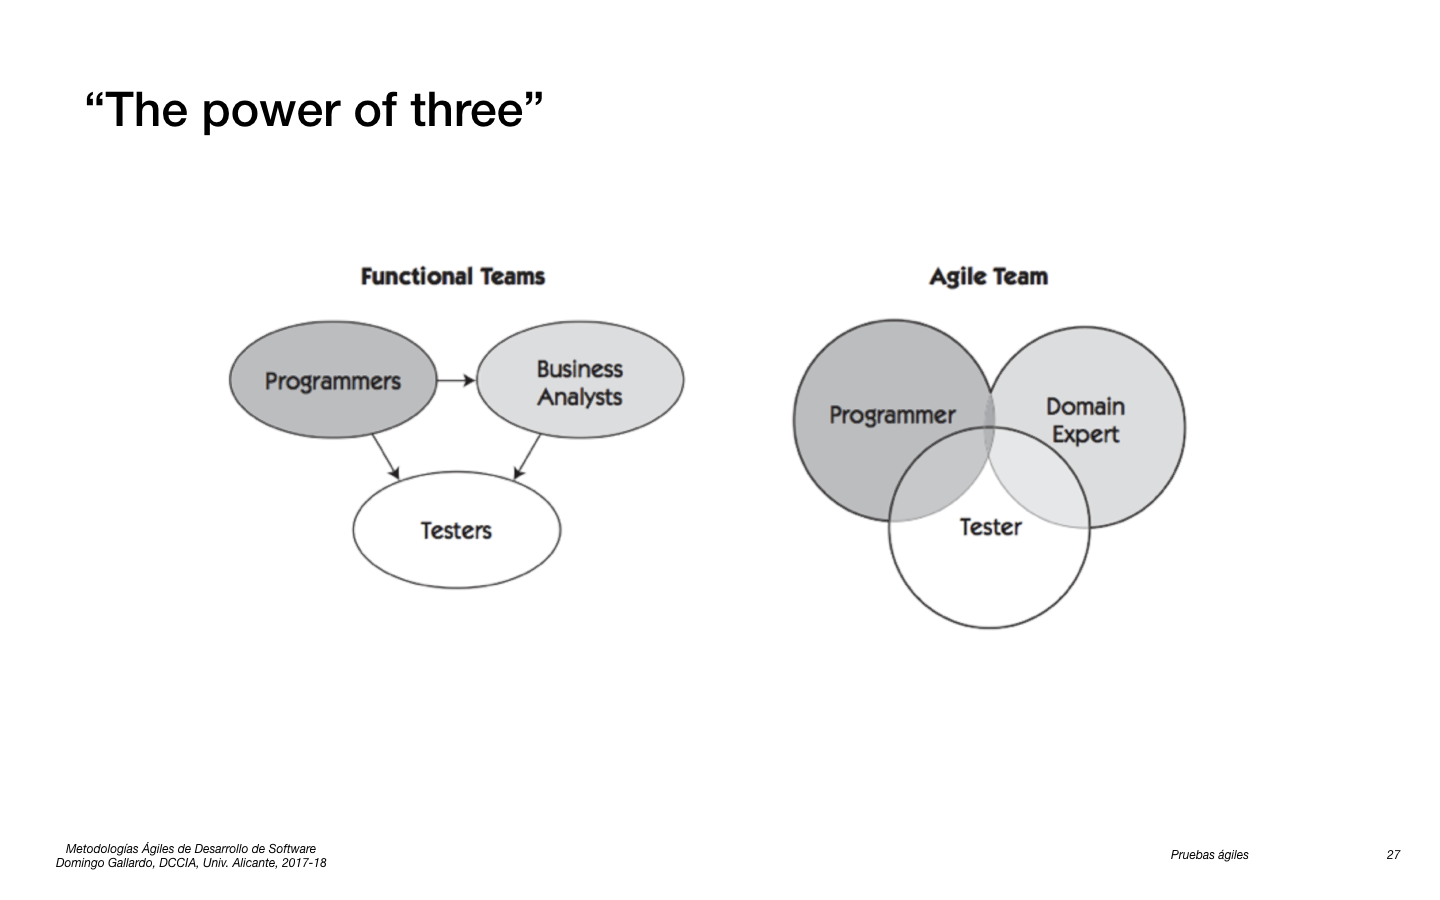 “The power of three”
Functional Teams
Programmers
Business
Analysts
Testers
Agile Team
Programmer
Domain
Expert
Tester
Metodologías Ágiles de Desarrollo de Software
Domingo Gallardo, DCCIA, Univ. Alicante, 2017-18
Pruebas ágiles
27